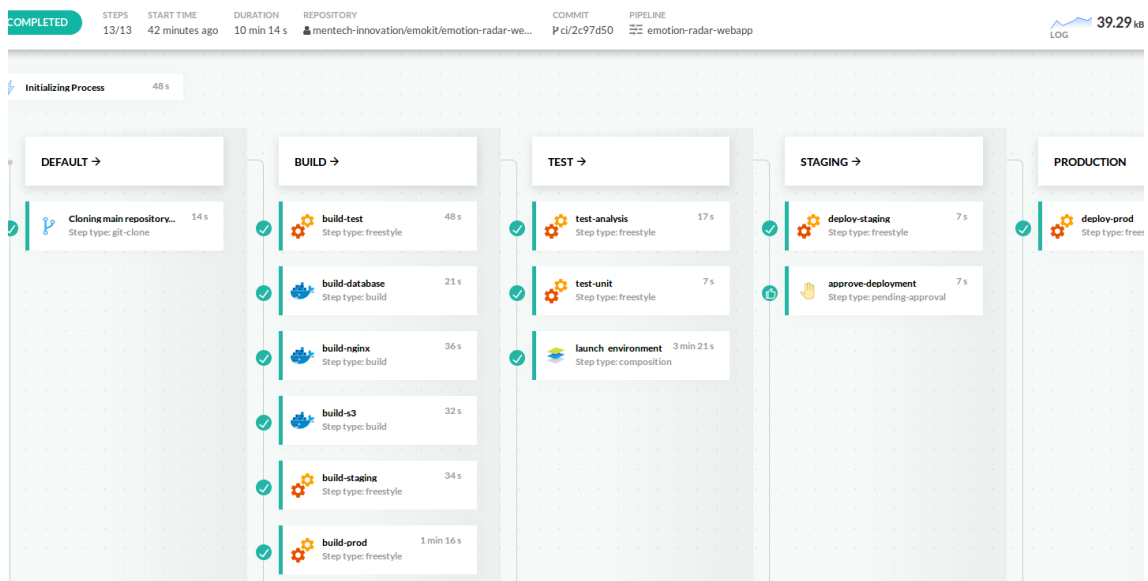 COMPLETED
STEPS
13/13
START TIME
42 minutes ago
DURATION
10 min 14 s
REPOSITORY
mentech-innovation/emokit/emotion-radar-we...
COMMIT
ci/2c97d50
PIPELINE
emotion-radar-webapp
LOG
39.29 kB
Initializing Process 48 s
DEFAULT →
Cloning main repository... 14 s
Step type: git-clone
BUILD →
build-test 48 s
Step type: freestyle
build-database 21 s
Step type: build
build-nginx 36 s
Step type: build
build-s3 32 s
Step type: build
build-staging 34 s
Step type: freestyle
build-prod 1 min 16 s
Step type: freestyle
TEST →
test-analysis 17 s
Step type: freestyle
test-unit 7 s
Step type: freestyle
launch_environment 3 min 21 s
Step type: composition
STAGING →
deploy-staging 7 s
Step type: freestyle
approve-deployment 7 s
Step type: pending-approval
PRODUCTION
deploy-prod
Step type: frees